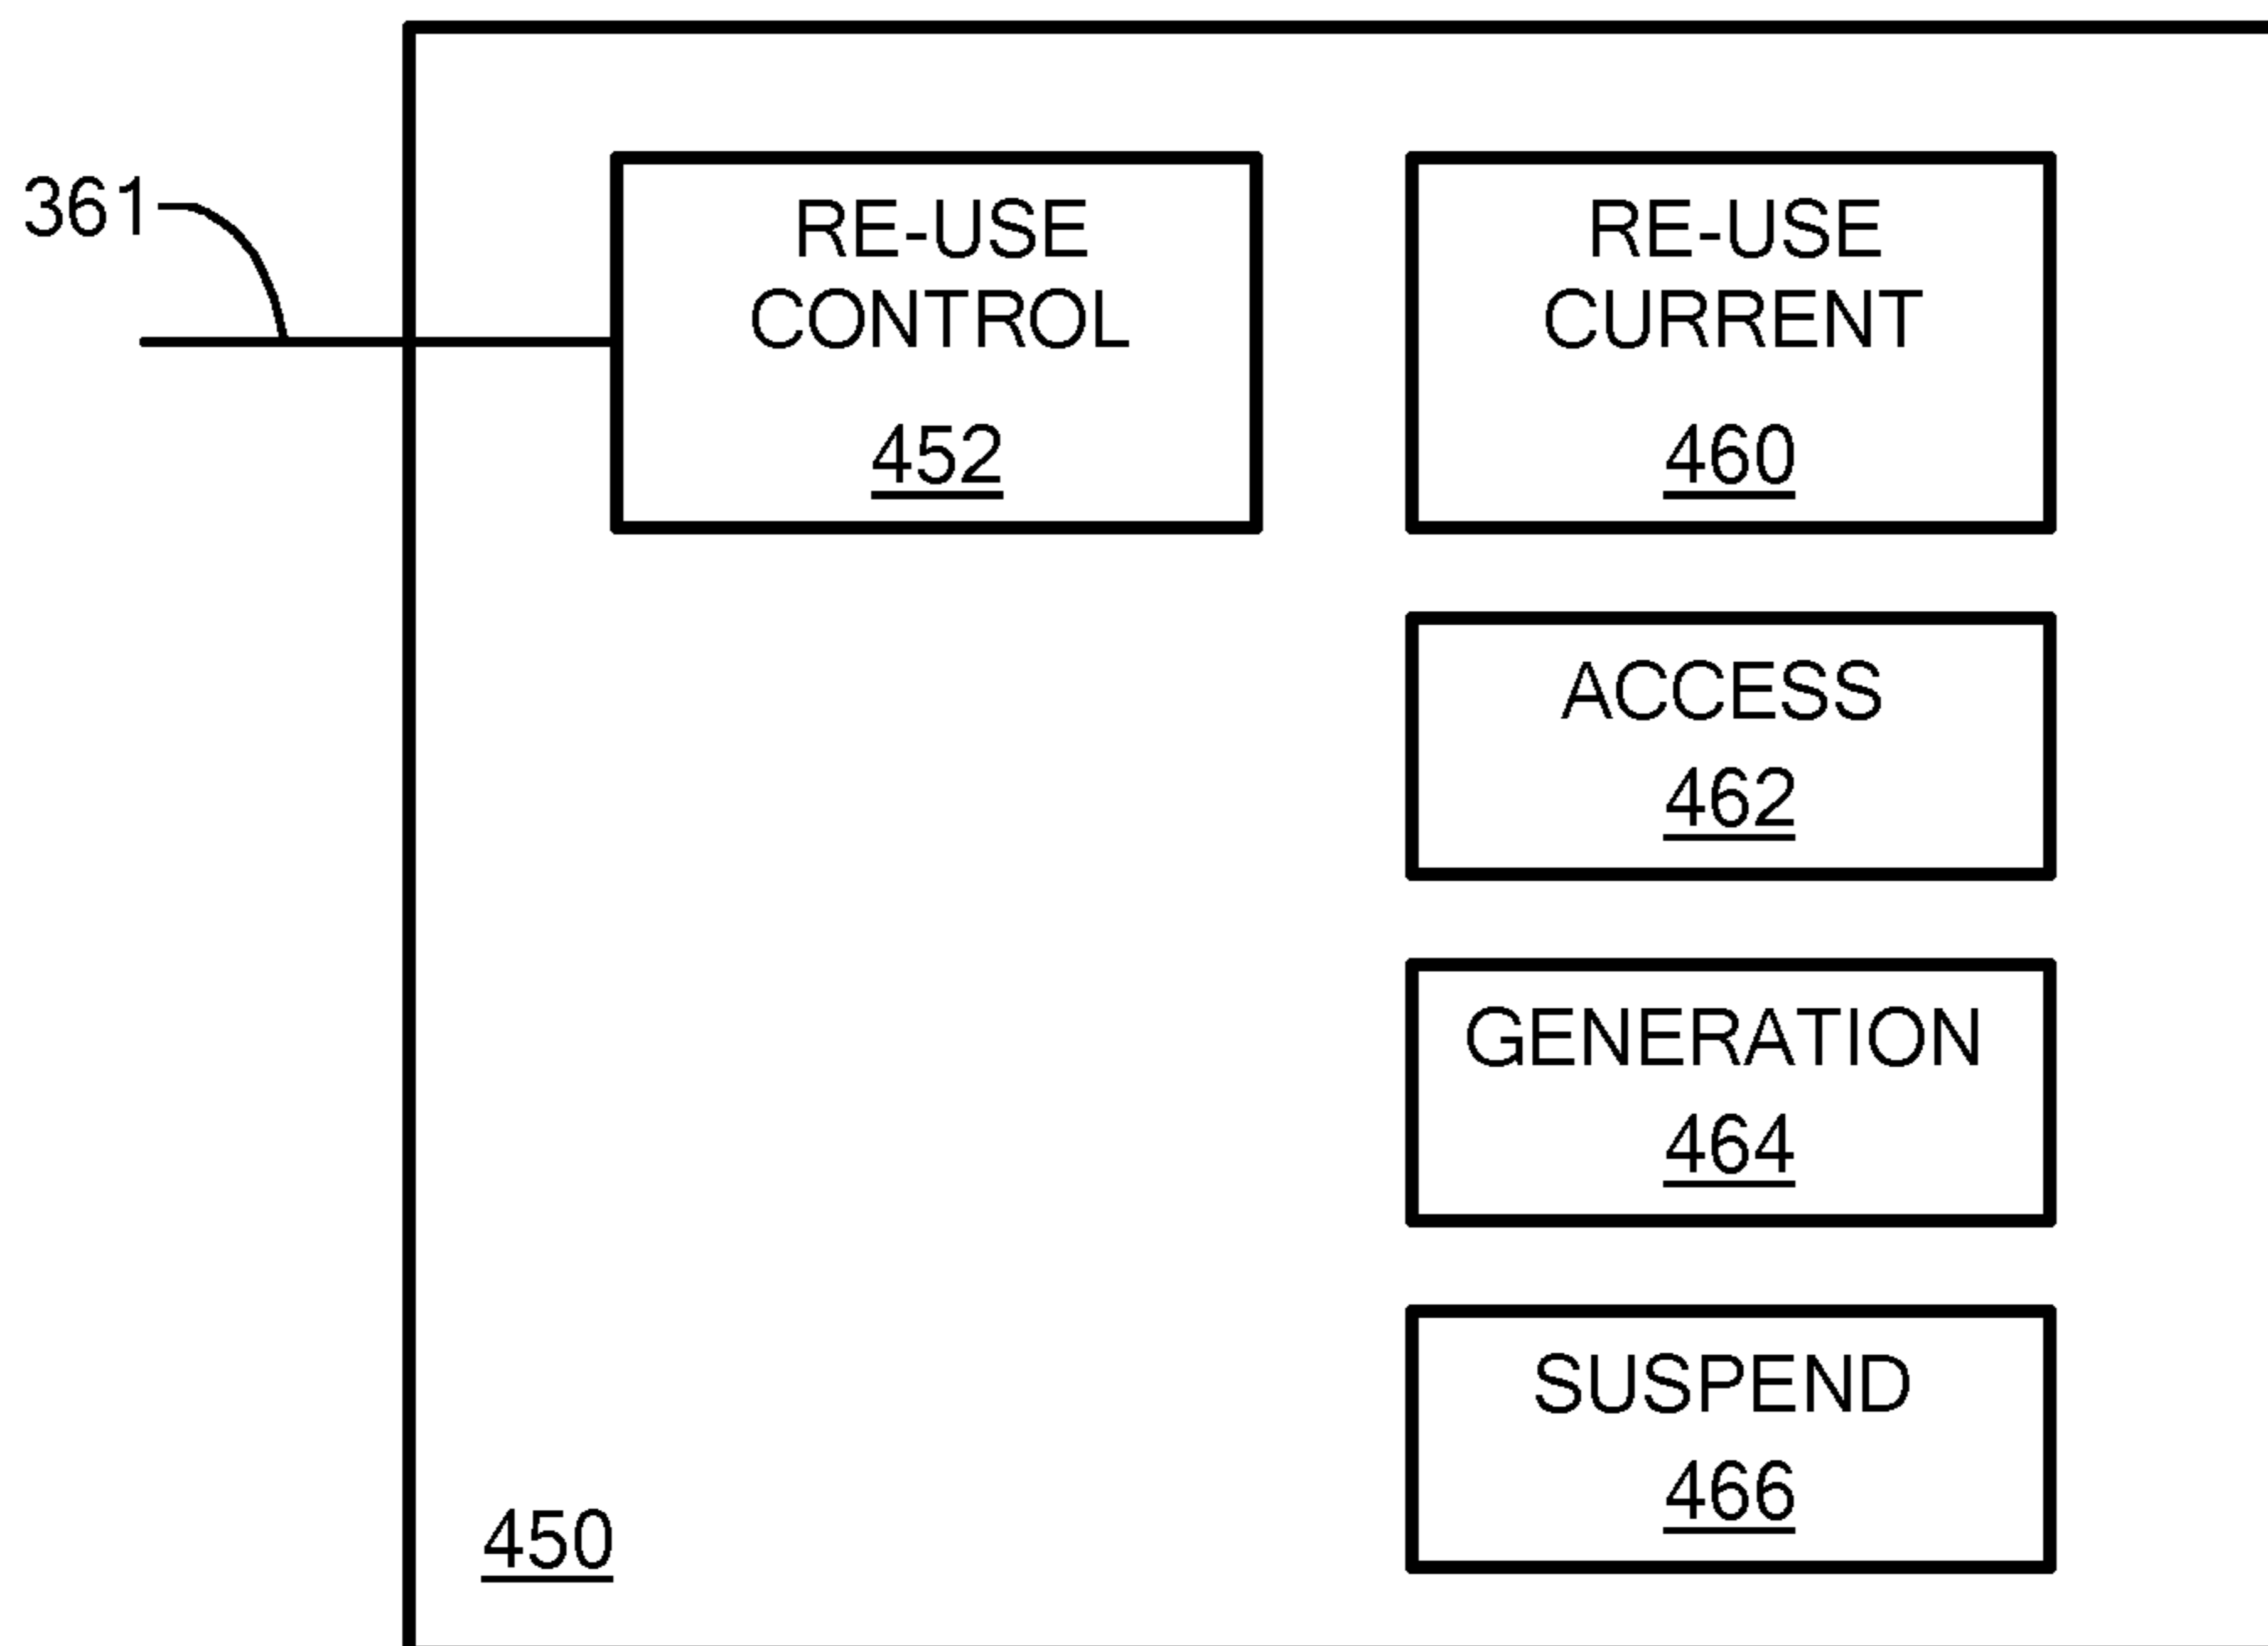 361
RE-USE
CONTROL
452
RE-USE
CURRENT
460
ACCESS
462
GENERATION
464
SUSPEND
466
450